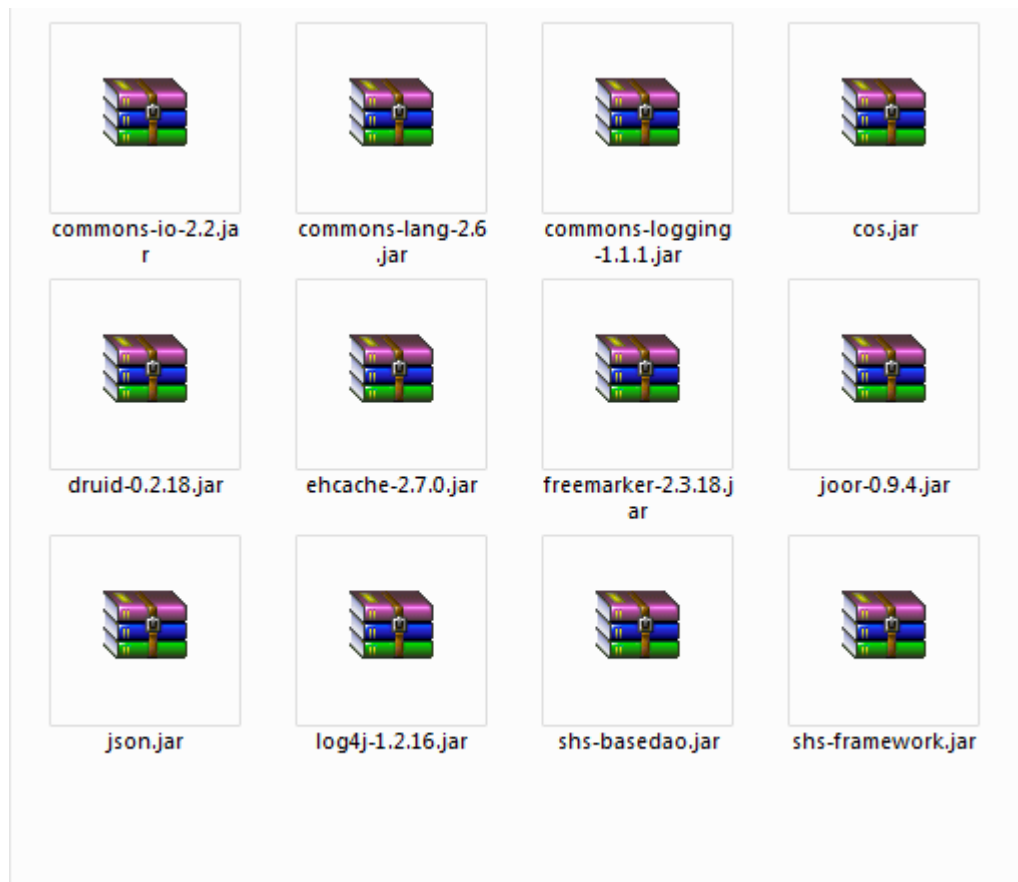 commons-io-2.2.ja
r
commons-lang-2.6
.jar
commons-logging
-1.1.1.jar
cos.jar
druid-0.2.18.jar
ehcache-2.7.0.jar
freemarker-2.3.18.j
ar
joor-0.9.4.jar
json.jar
log4j-1.2.16.jar
shs-basedao.jar
shs-framework.jar